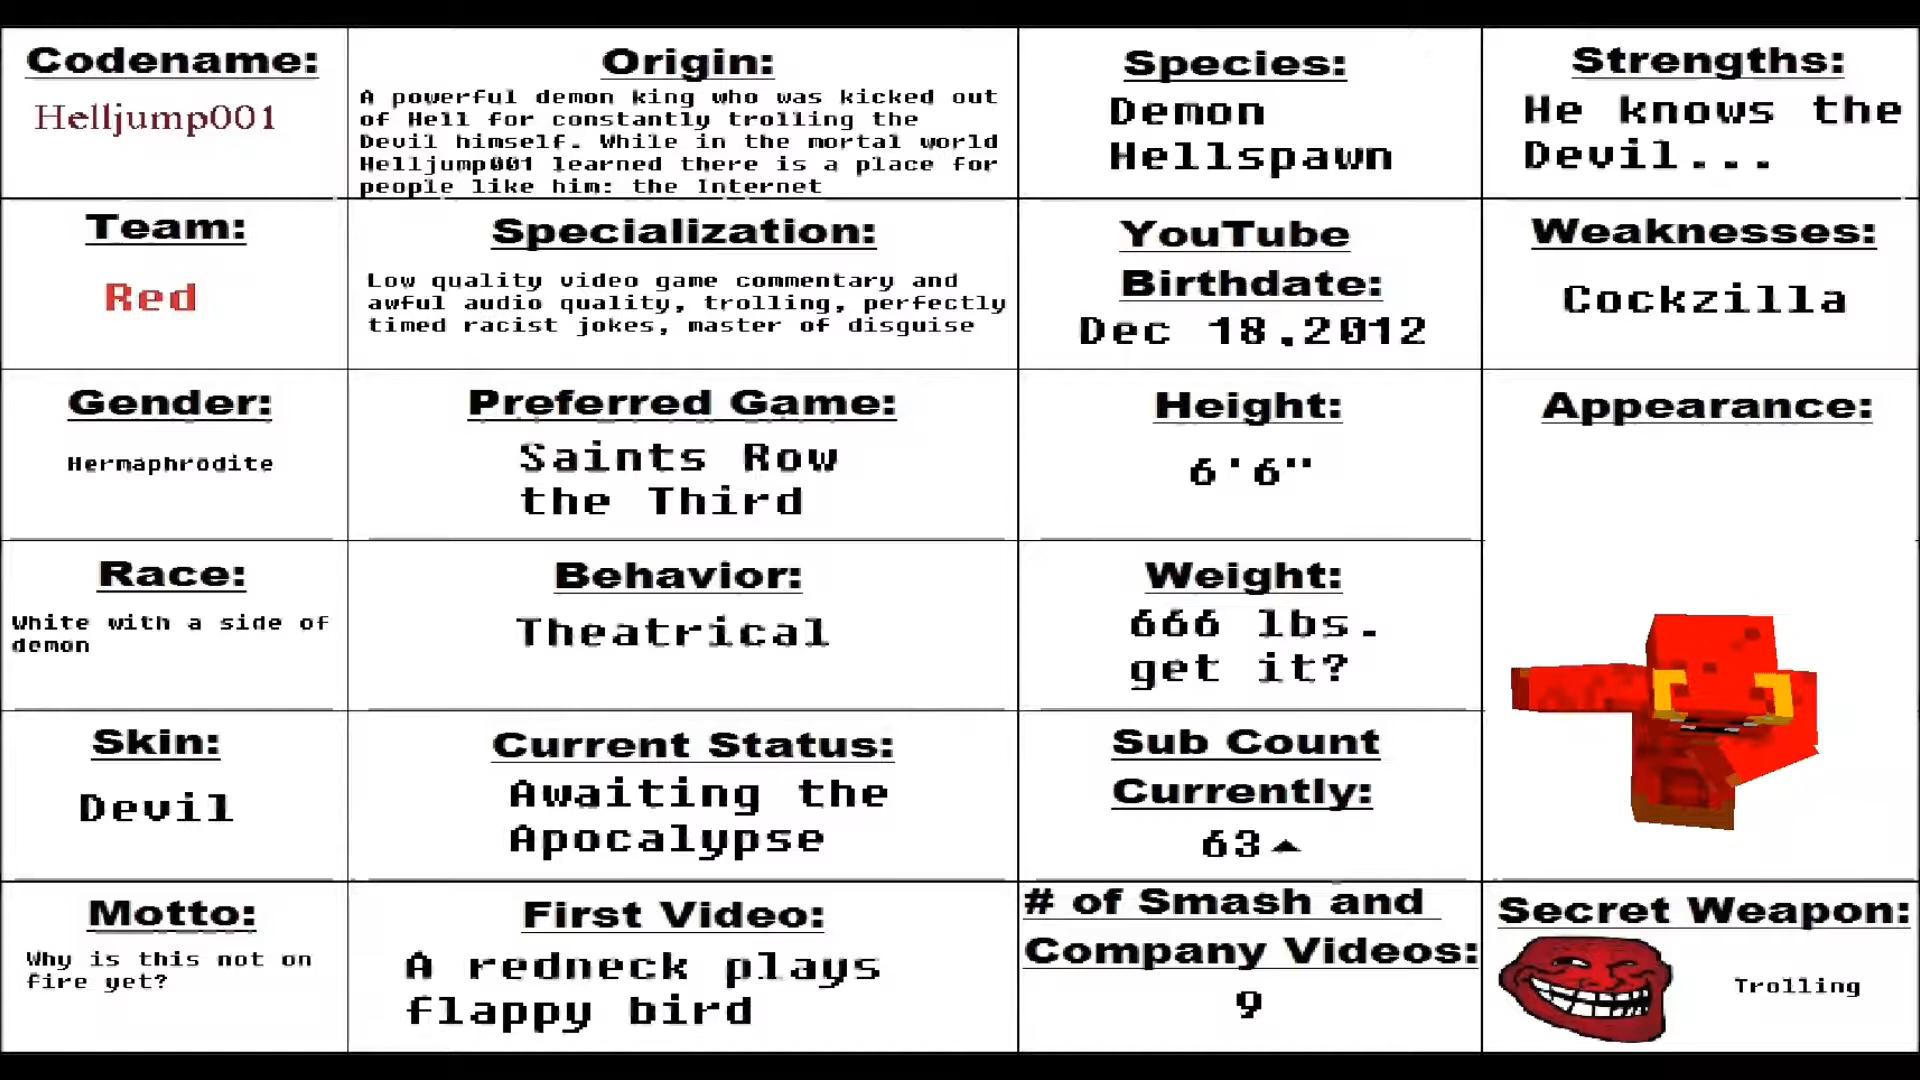 Codename:
Helljump001
Origin:
A powerful demon king who was kicked out
of Hell for constantly trolling the
Devil himself. While in the mortal world
Helljump001 learned there is a place for
people like him: the Internet
Species:
Demon
Hellspawn
Strengths:
He knows the
Devil...
Team:
Red
Specialization:
Low quality video game commentary and
awful audio quality, trolling, perfectly
timed racist jokes, master of disguise
YouTube
Birthdate:
Dec 18.2012
Weaknesses:
Cockzilla
Gender:
Hermaphrodite
Preferred Game:
Saints Row
the Third
Height:
6'6"
Appearance:
Race:
White with a side of
demon
Behavior:
Theatrical
Weight:
666 lbs.
get it?
Skin:
Devil
Current Status:
Awaiting the
Apocalypse
Sub Count
Currently:
63▲
Motto:
Why is this not on
fire yet?
First Video:
A redneck plays
flappy bird
# of Smash and
Company Videos:
9
Secret Weapon:
Trolling